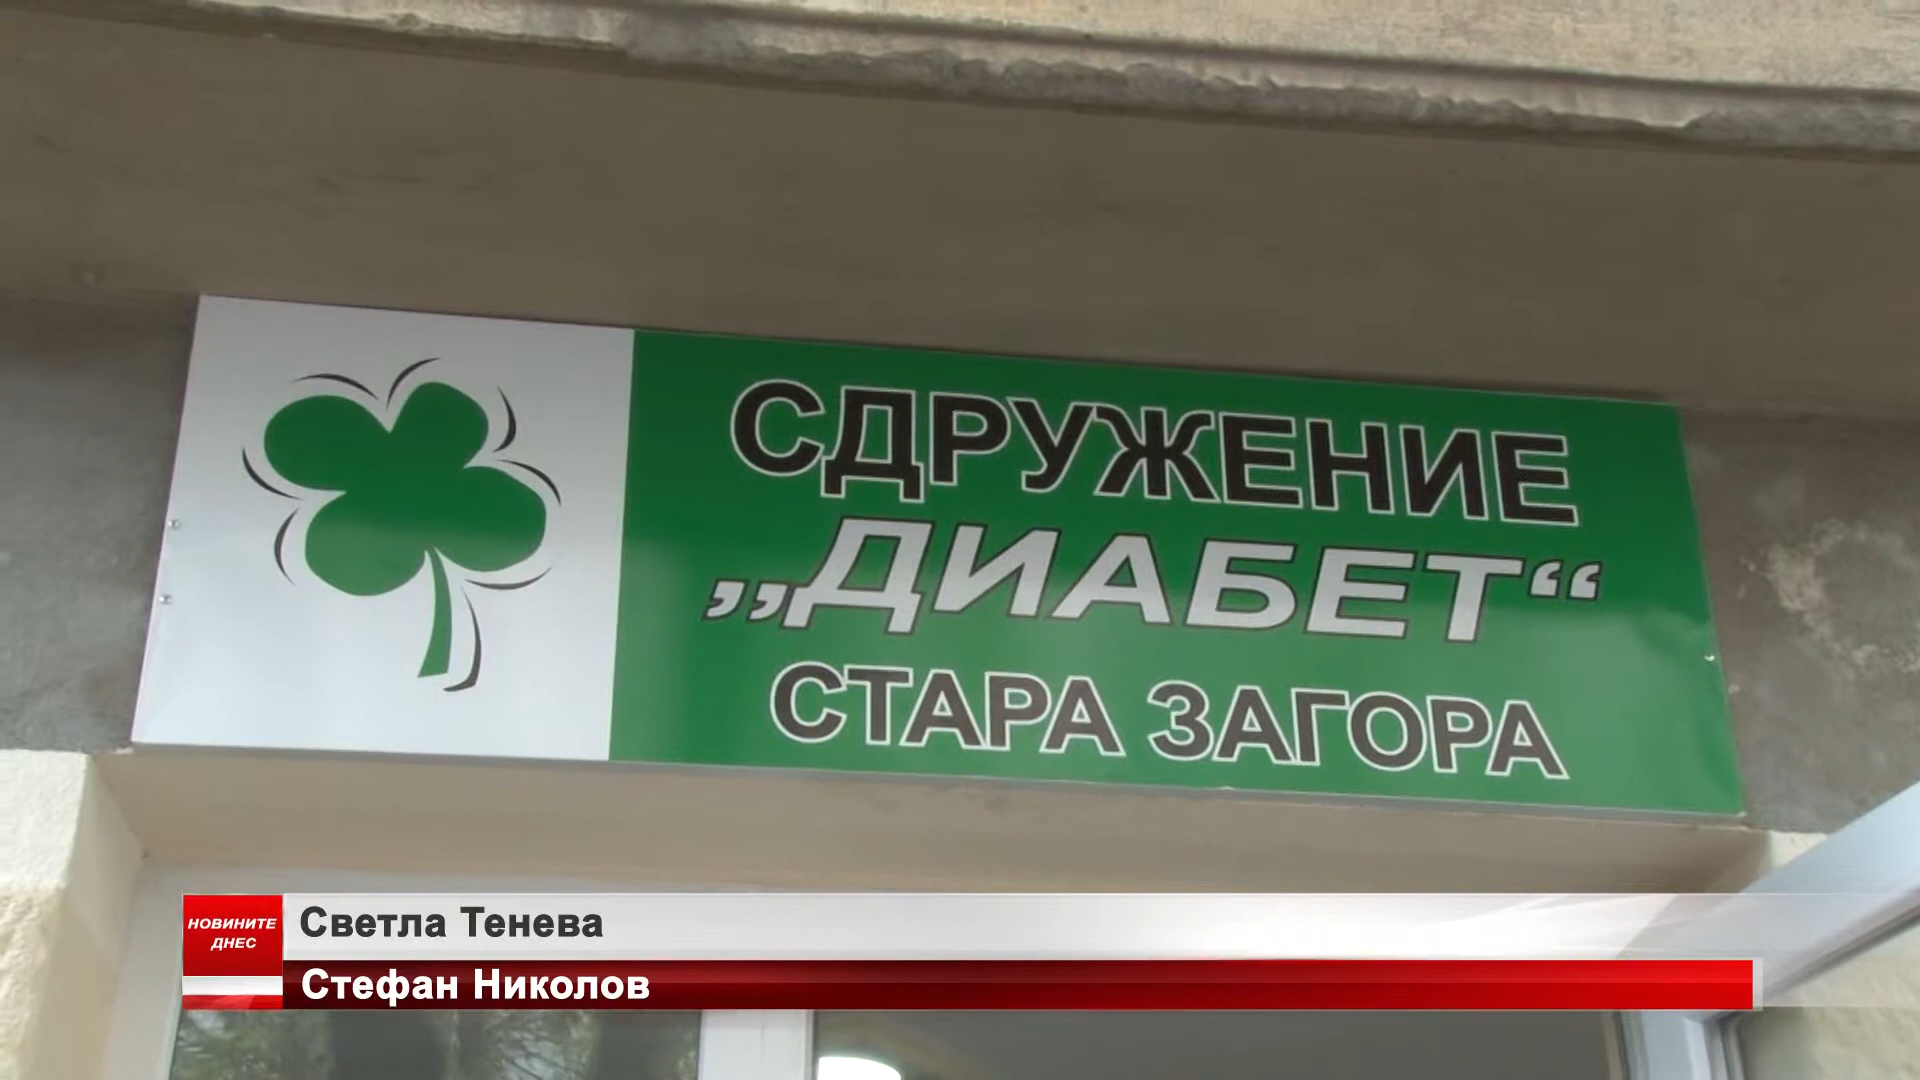 СДРУЖЕНИЕ
„ДИАБЕТ“
СТАРА ЗАГОРА
НОВИНИТЕ
ДНЕС
Светла Тенева
Стефан Николов